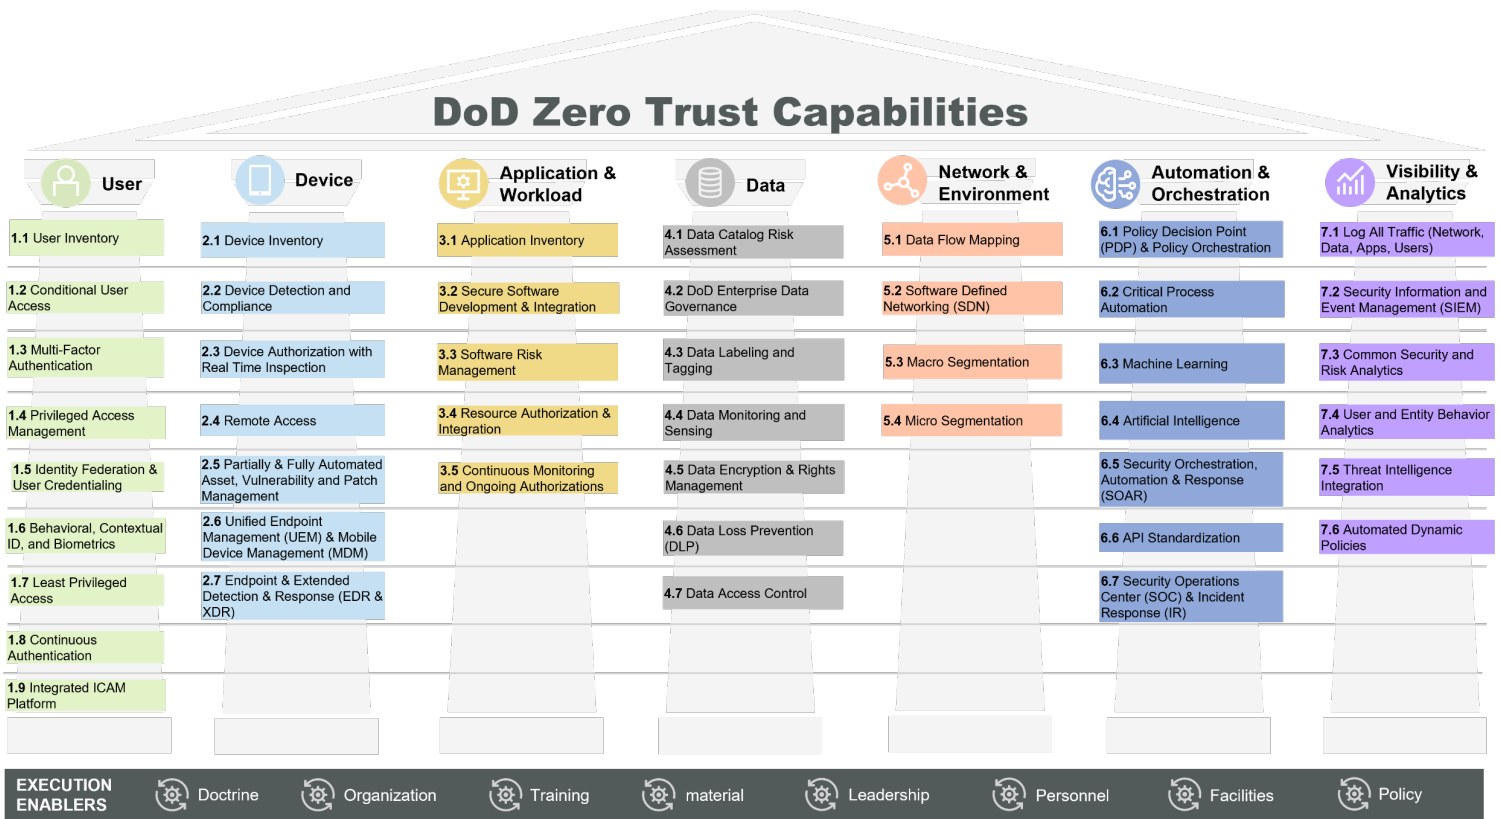 DoD Zero Trust Capabilities
User
1.1 User Inventory
1.2 Conditional User
Access
1.3 Multi-Factor
Authentication
1.4 Privileged Access
Management
1.5 Identity Federation &
User Credentialing
1.6 Behavioral, Contextual
ID, and Biometrics
1.7 Least Privileged
Access
1.8 Continuous
Authentication
1.9 Integrated ICAM
Platform
Device
2.1 Device Inventory
2.2 Device Detection and
Compliance
2.3 Device Authorization with
Real Time Inspection
2.4 Remote Access
2.5 Partially & Fully Automated
Asset, Vulnerability and Patch
Management
2.6 Unified Endpoint
Management (UEM) & Mobile
Device Management (MDM)
2.7 Endpoint & Extended
Detection & Response (EDR &
XDR)
Application &
Workload
3.1 Application Inventory
3.2 Secure Software
Development & Integration
3.3 Software Risk
Management
3.4 Resource Authorization &
Integration
3.5 Continuous Monitoring
and Ongoing Authorizations
Data
4.1 Data Catalog Risk
Assessment
4.2 DoD Enterprise Data
Governance
4.3 Data Labeling and
Tagging
4.4 Data Monitoring and
Sensing
4.5 Data Encryption & Rights
Management
4.6 Data Loss Prevention
(DLP)
4.7 Data Access Control
Network &
Environment
5.1 Data Flow Mapping
5.2 Software Defined
Networking (SDN)
5.3 Macro Segmentation
5.4 Micro Segmentation
Automation &
Orchestration
6.1 Policy Decision Point
(PDP) & Policy Orchestration
6.2 Critical Process
Automation
6.3 Machine Learning
6.4 Artificial Intelligence
6.5 Security Orchestration,
Automation & Response
(SOAR)
6.6 API Standardization
6.7 Security Operations
Center (SOC) & Incident
Response (IR)
Visibility &
Analytics
7.1 Log All Traffic (Network,
Data, Apps, Users)
7.2 Security Information and
Event Management (SIEM)
7.3 Common Security and
Risk Analytics
7.4 User and Entity Behavior
Analytics
7.5 Threat Intelligence
Integration
7.6 Automated Dynamic
Policies
EXECUTION
ENABLERS
Doctrine
Organization
Training
material
Leadership
Personnel
Facilities
Policy